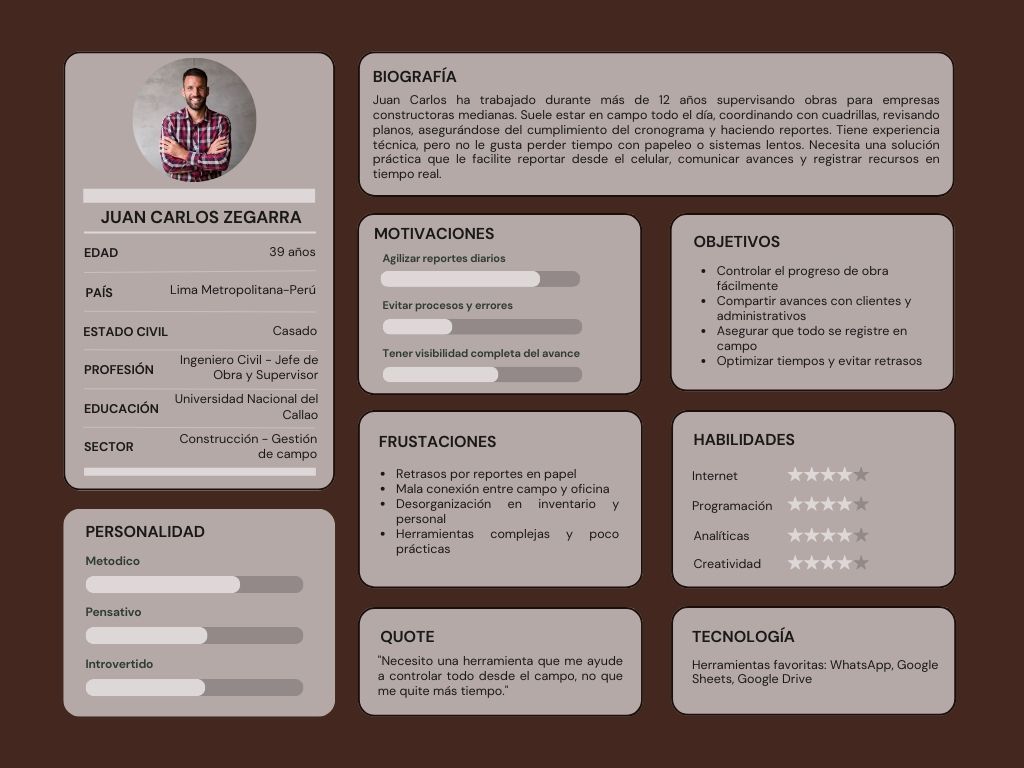 JUAN CARLOS ZEGARRA
EDAD 39 años
PAÍS Lima Metropolitana-Perú
ESTADO CIVIL Casado
PROFESIÓN Ingeniero Civil - Jefe de
Obra y Supervisor
EDUCACIÓN Universidad Nacional del
Callao
SECTOR Construcción - Gestión
de campo
PERSONALIDAD
Metodico
Pensativo
Introvertido
BIOGRAFÍA
Juan Carlos ha trabajado durante más de 12 años supervisando obras para empresas
constructoras medianas. Suele estar en campo todo el día, coordinando con cuadrillas, revisando
planos, asegurándose del cumplimiento del cronograma y haciendo reportes. Tiene experiencia
técnica, pero no le gusta perder tiempo con papeleo o sistemas lentos. Necesita una solución
práctica que le facilite reportar desde el celular, comunicar avances y registrar recursos en
tiempo real.
MOTIVACIONES
Agilizar reportes diarios
Evitar procesos y errores
Tener visibilidad completa del avance
OBJETIVOS
• Controlar el progreso de obra
fácilmente
• Compartir avances con clientes y
administrativos
• Asegurar que todo se registre en
campo
• Optimizar tiempos y evitar retrasos
FRUSTACIONES
• Retrasos por reportes en papel
• Mala conexión entre campo y oficina
• Desorganización en inventario y
personal
• Herramientas complejas y poco
prácticas
HABILIDADES
Internet
Programación
Analíticas
Creatividad
QUOTE
"Necesito una herramienta que me ayude
a controlar todo desde el campo, no que
me quite más tiempo."
TECNOLOGÍA
Herramientas favoritas: WhatsApp, Google
Sheets, Google Drive